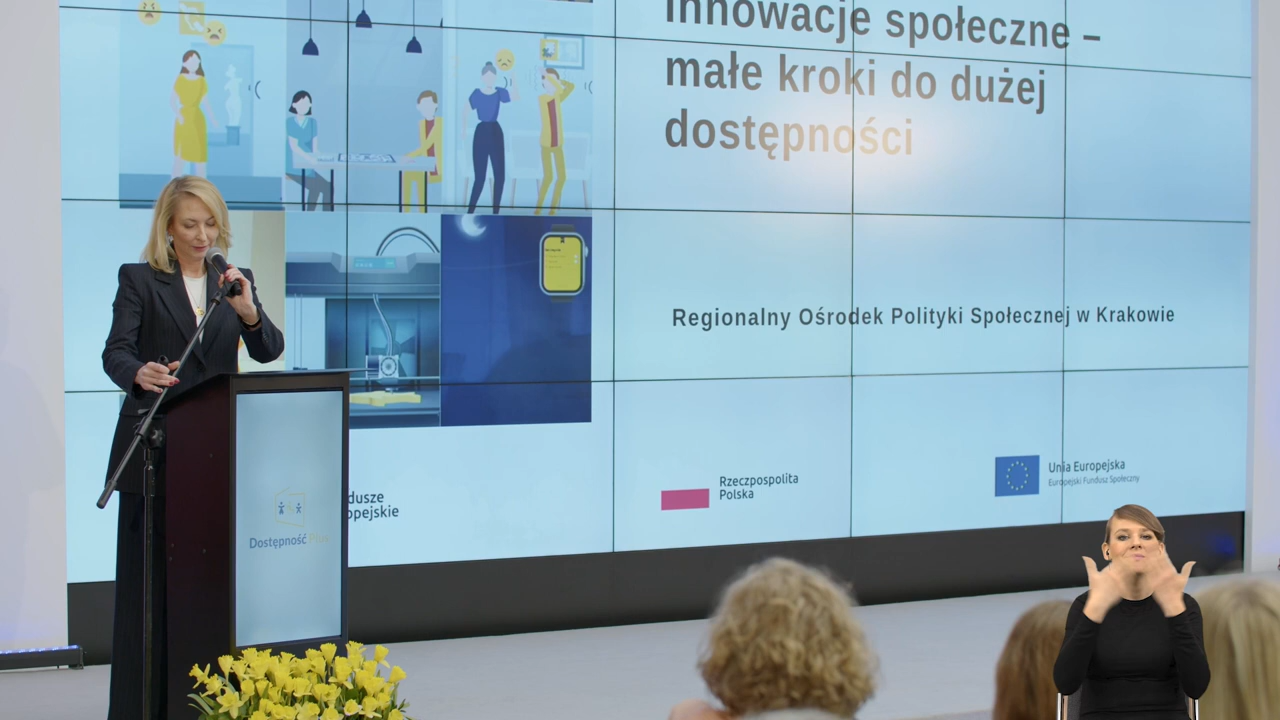 innowacje społeczne –
małe kroki do dużej
dostępności
Regionalny Ośrodek Polityki Społecznej w Krakowie
Rzeczpospolita
Polska
Unia Europejska
Europejski Fundusz Społeczny
Dostępność Plus